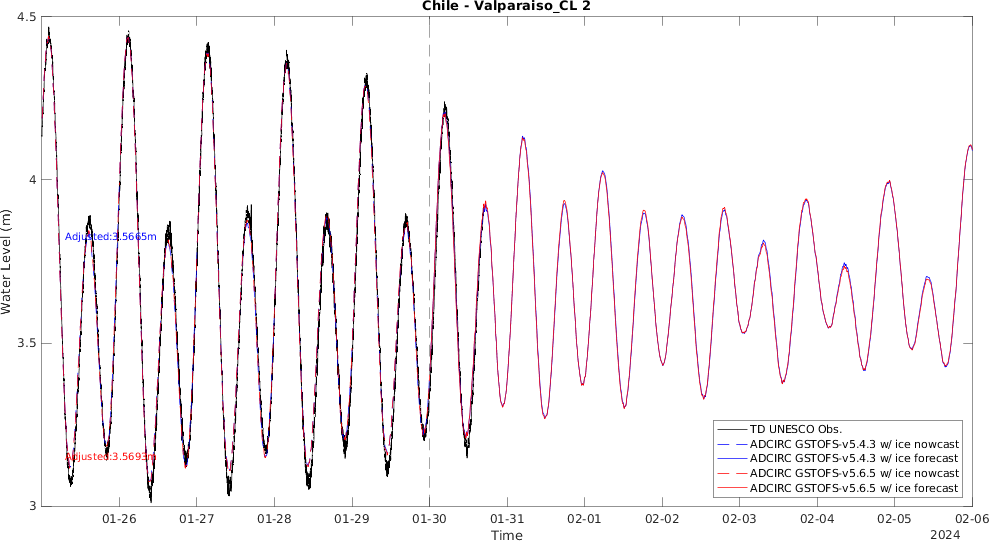 Chile - Valparaiso_CL 2
Water Level (m)
4.5
4
3.5
3
Adjusted:3.5665m
Adjusted:3.5693m
TD UNESCO Obs.
ADCIRC GSTOFS-v5.4.3 w/ ice nowcast
ADCIRC GSTOFS-v5.4.3 w/ ice forecast
ADCIRC GSTOFS-v5.6.5 w/ ice nowcast
ADCIRC GSTOFS-v5.6.5 w/ ice forecast
01-26 01-27 01-28 01-29 01-30 01-31 02-01 02-02 02-03 02-04 02-05 02-06
Time
2024